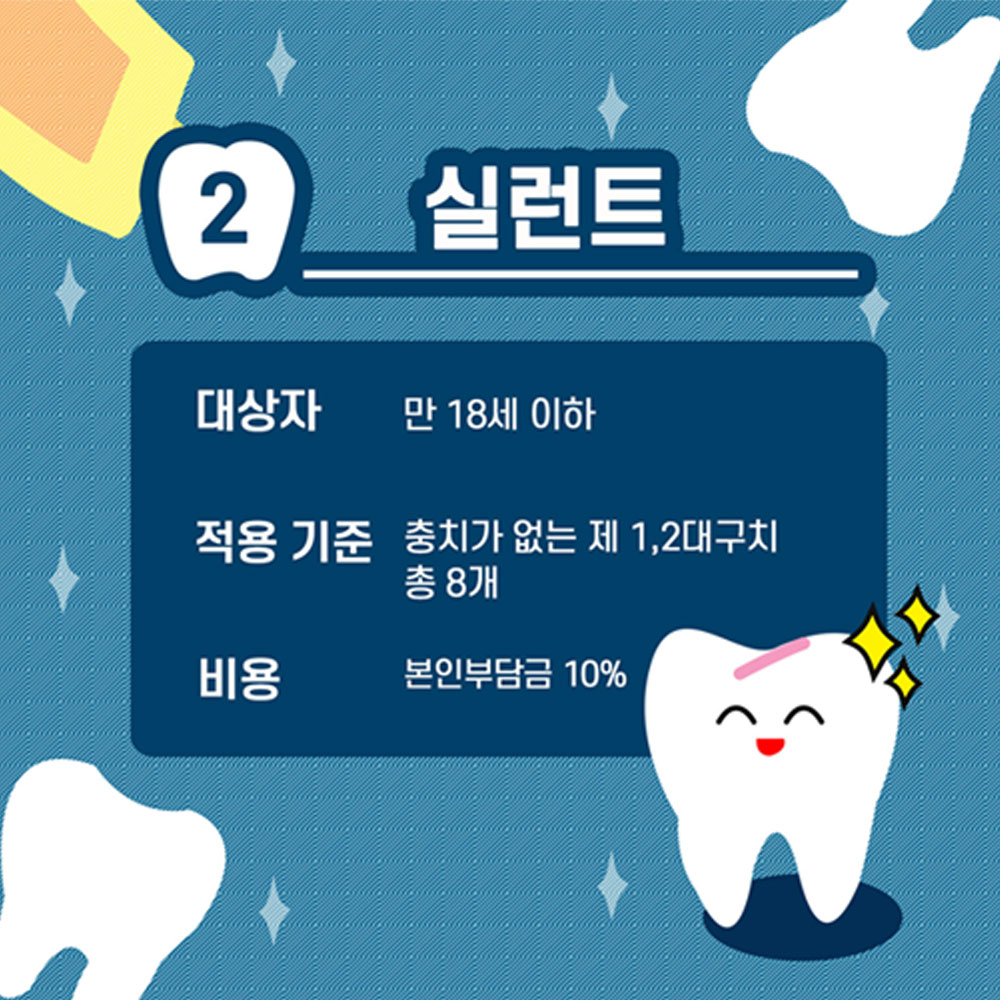 2
실런트
대상자
만 18세 이하
적용 기준
충치가 없는 제 1,2대구치
총 8개
비용
본인부담금 10%